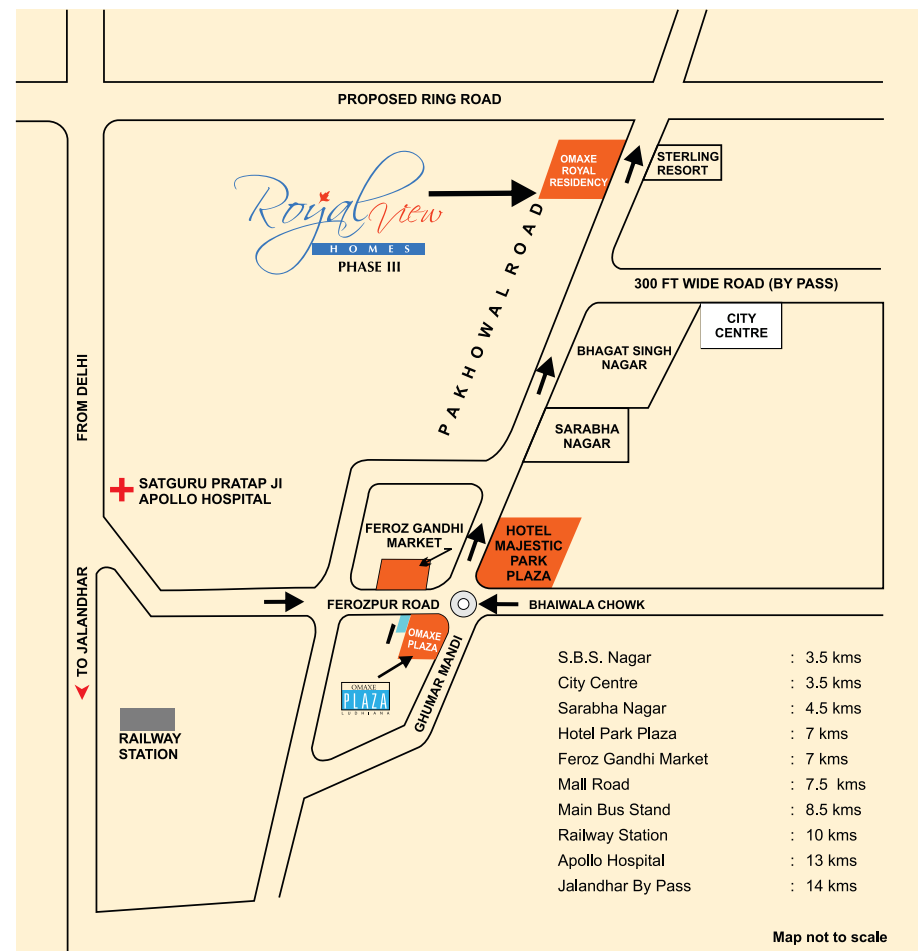 PROPOSED RING ROAD
Royal View
HOMES
PHASE III
OMAXE
ROYAL
RESIDENCY
STERLING
RESORT
PAKHOWAL ROAD
300 FT WIDE ROAD (BY PASS)
CITY
CENTRE
BHAGAT SINGH
NAGAR
SARABHA
NAGAR
FROM DELHI
SATGURU PRATAP JI
APOLLO HOSPITAL
FEROZ GANDHI
MARKET
HOTEL
MAJESTIC
PARK
PLAZA
TO JALANDHAR
FEROZPUR ROAD
BHAIWALA CHOWK
OMAXE
PLAZA
GHUMAR MANDI
OMAXE
PLAZA
LUDHIANA
RAILWAY
STATION
S.B.S. Nagar : 3.5 kms
City Centre : 3.5 kms
Sarabha Nagar : 4.5 kms
Hotel Park Plaza : 7 kms
Feroz Gandhi Market : 7 kms
Mall Road : 7.5 kms
Main Bus Stand : 8.5 kms
Railway Station : 10 kms
Apollo Hospital : 13 kms
Jalandhar By Pass : 14 kms
Map not to scale